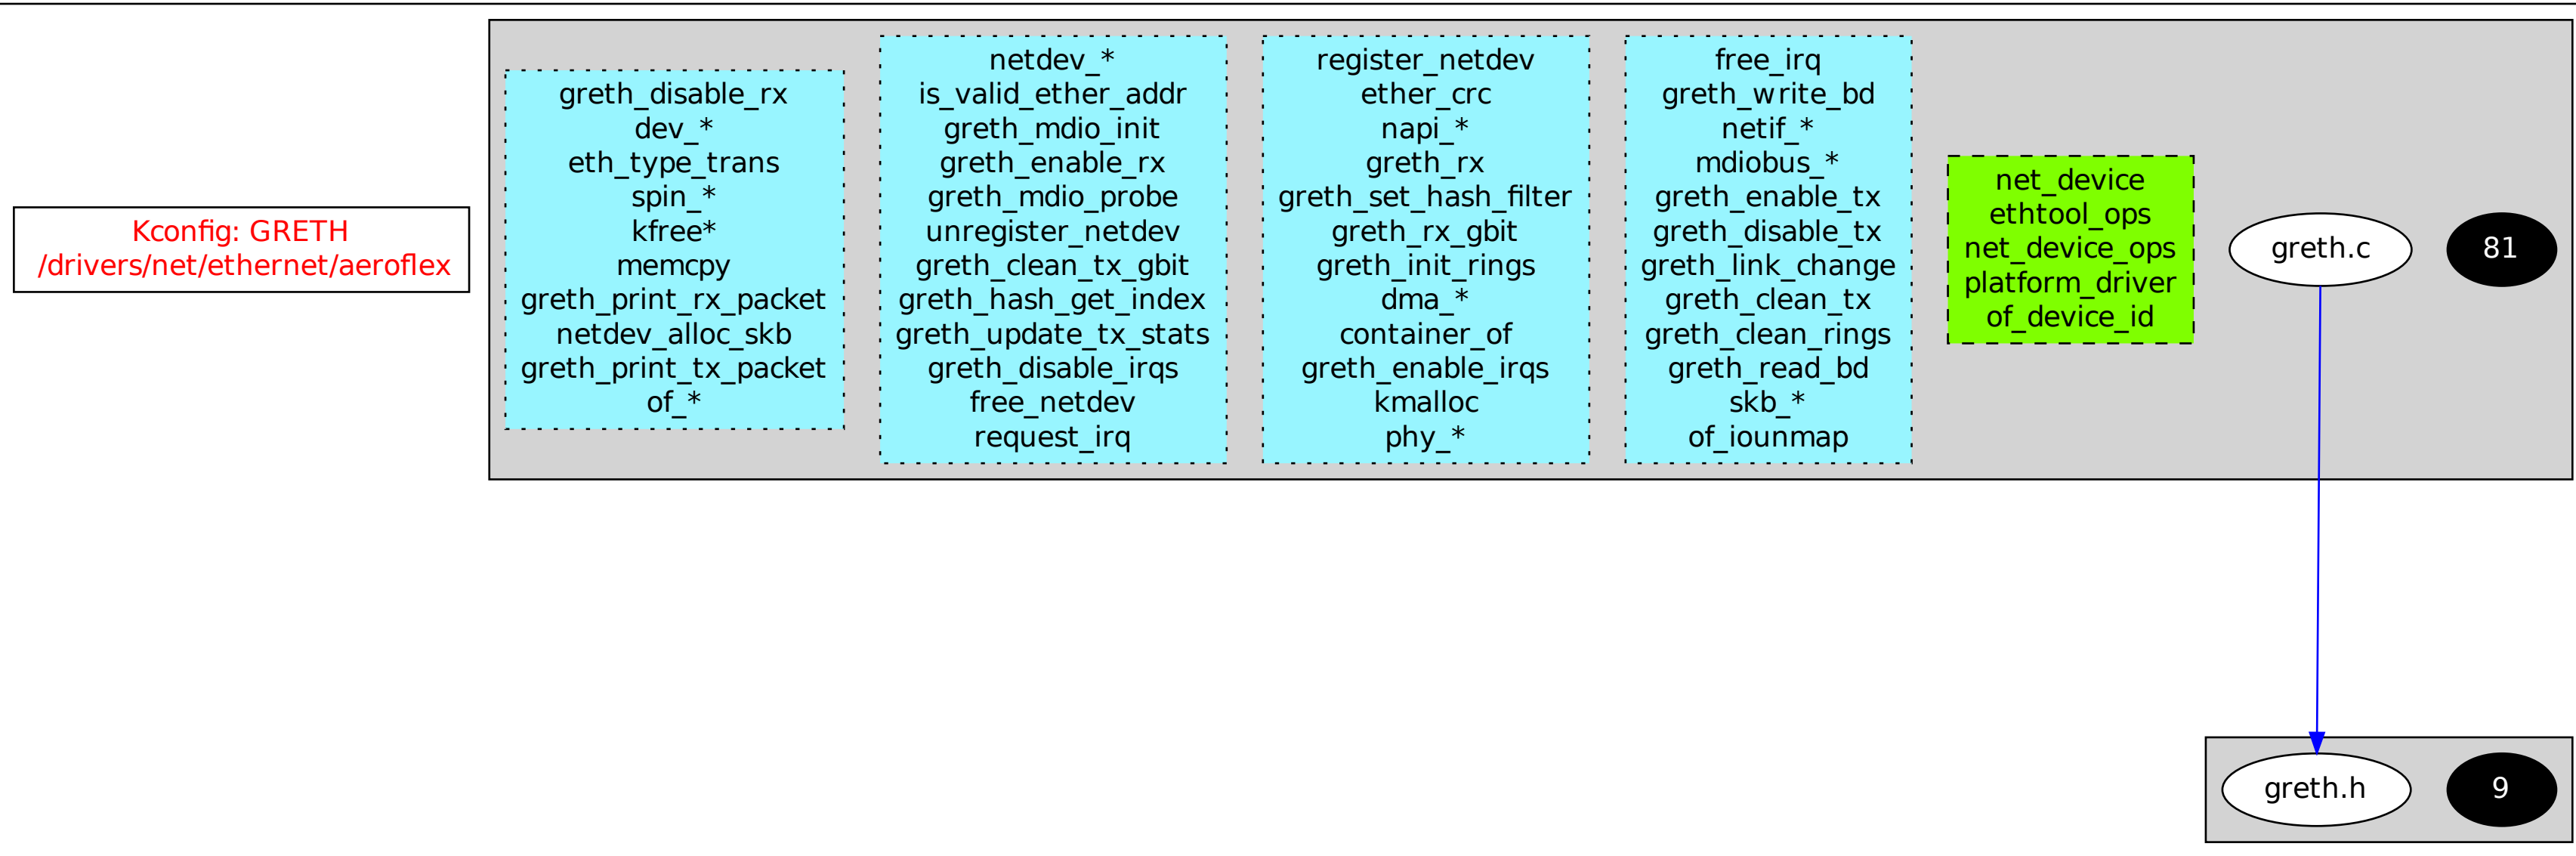 Kconfig: GRETH
/drivers/net/ethernet/aeroflex
greth_disable_rx
dev_*
eth_type_trans
spin_*
kfree*
memcpy
greth_print_rx_packet
netdev_alloc_skb
greth_print_tx_packet
of_*
netdev_*
is_valid_ether_addr
greth_mdio_init
greth_enable_rx
greth_mdio_probe
unregister_netdev
greth_clean_tx_gbit
greth_hash_get_index
greth_update_tx_stats
greth_disable_irqs
free_netdev
request_irq
register_netdev
ether_crc
napi_*
greth_rx
greth_set_hash_filter
greth_rx_gbit
greth_init_rings
dma_*
container_of
greth_enable_irqs
kmalloc
phy_*
free_irq
greth_write_bd
netif_*
mdiobus_*
greth_enable_tx
greth_disable_tx
greth_link_change
greth_clean_tx
greth_clean_rings
greth_read_bd
skb_*
of_iounmap
net_device
ethtool_ops
net_device_ops
platform_driver
of_device_id
greth.c
81
greth.h
9